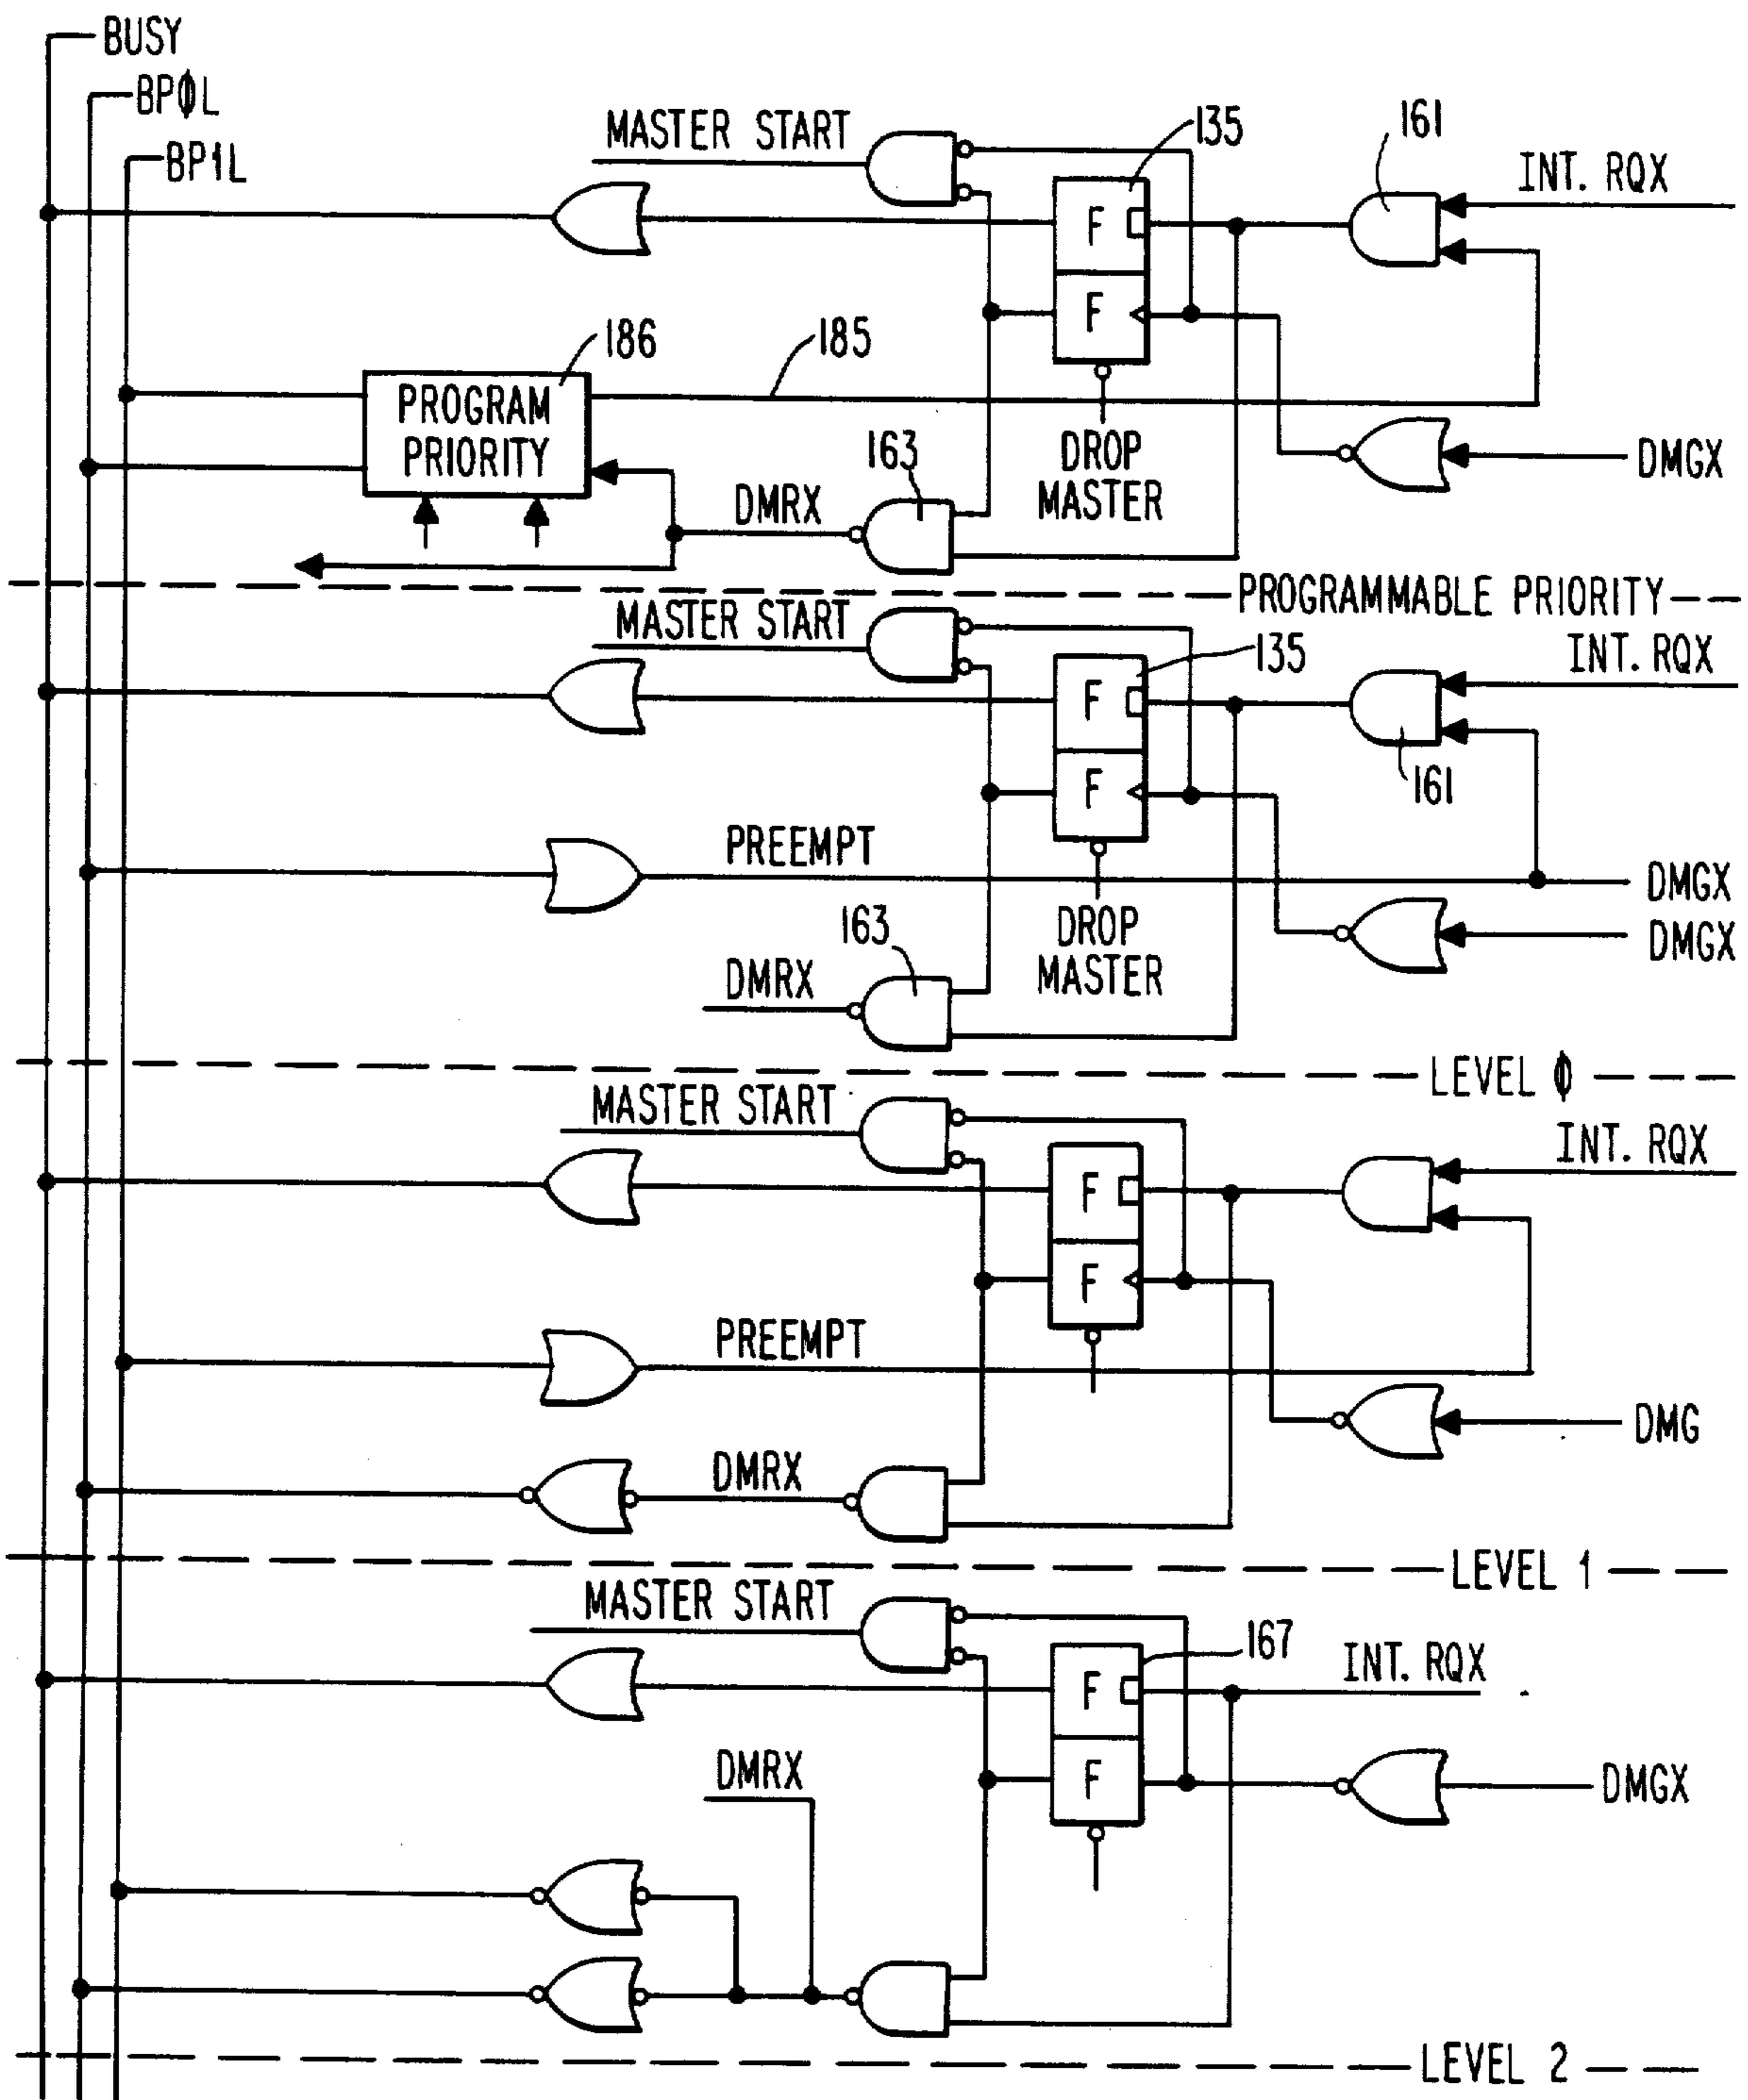 BUSY
BPΦL
BP1L
MASTER START
135
161
INT. RQX
F
F
186
185
PROGRAM
PRIORITY
DROP
MASTER
163
DMRX
DMGX
PROGRAMMABLE PRIORITY
MASTER START
135
INT. RQX
F
F
161
PREEMPT
DMGX
DMGX
DROP
MASTER
163
DMRX
LEVEL Φ
MASTER START
INT. RQX
F
F
PREEMPT
DMG
DMRX
LEVEL 1
MASTER START
167
INT. RQX
F
F
DMRX
DMGX
LEVEL 2